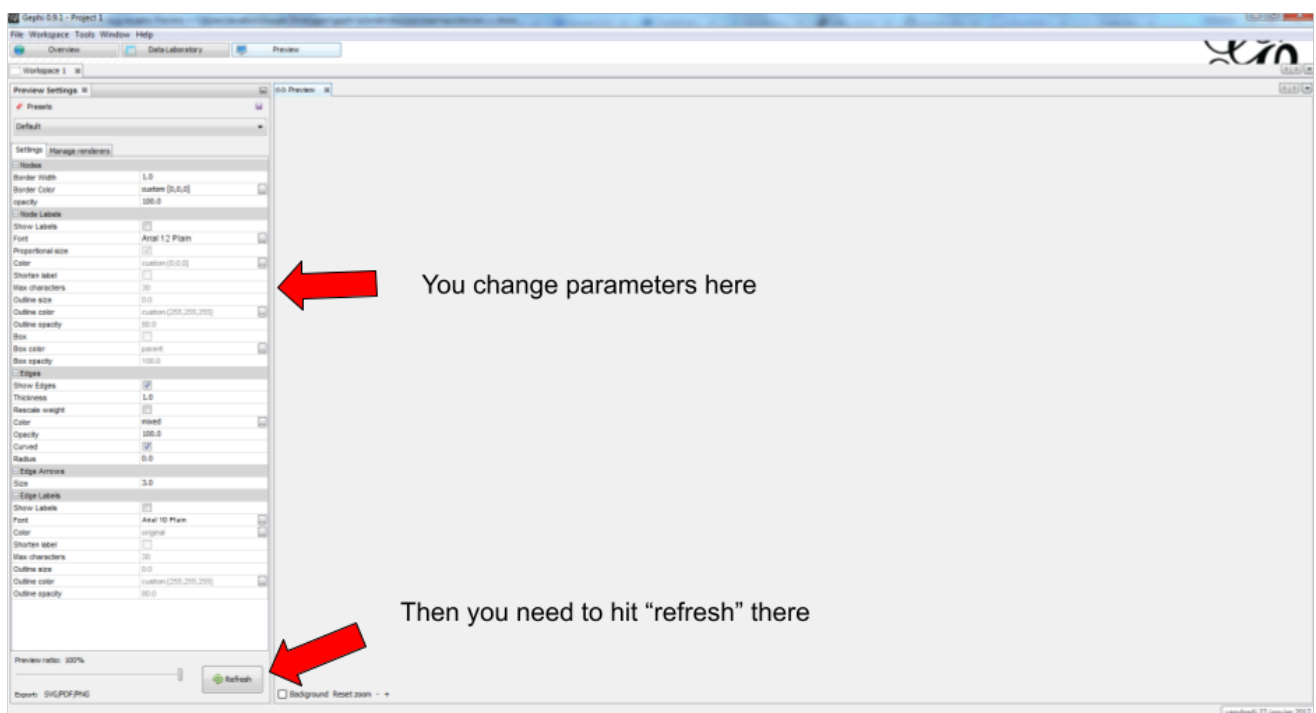 Gephi 0.9.1 - Project 1
File Workspace Tools Window Help
Overview Data Laboratory Preview
Workspace 1
Preview Settings Preview
Presets
Default
Settings Manage renderers
Nodes
Border Width 1.0
Border Color custom [0,0,0]
opacity 100.0
Node Labels
Show Labels
Font Arial 12 Plain
Proportional size
Color custom [0,0,0]
Shorten label
Max characters 30
Outline size 0.0
Outline color custom [255,255,255]
Outline opacity 80.0
Box
Box color parent
Box opacity 100.0
Edges
Show Edges
Thickness 1.0
Rescale weight
Color mixed
Opacity 100.0
Curved
Radius 0.0
Edge Arrows
Size 3.0
Edge Labels
Show Labels
Font Arial 10 Plain
Color original
Shorten label
Max characters 30
Outline size 0.0
Outline color custom [255,255,255]
Outline opacity 80.0
You change parameters here
Then you need to hit “refresh” there
Preview ratio: 100%
Refresh
Export: SVG/PDF/PNG
Background Reset zoom - +
vendredi 27 janvier 2017